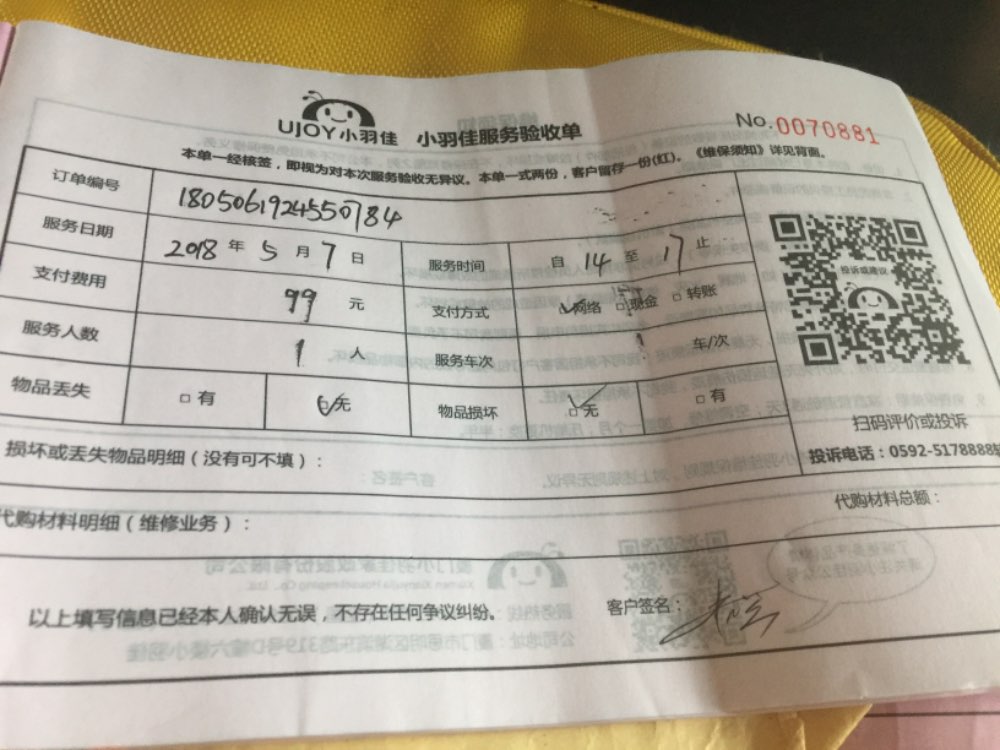 UJOY小羽佳 小羽佳服务验收单 No.0070881
本单一经核签，即视为对本次服务验收无异议。本单一式两份，客户留存一份(红)。《维保须知》详见背面。
订单编号 1805061924550784
服务日期 2018 年 5 月 7 日 服务时间 自 14 至 17 止
支付费用 99 元 支付方式 ☑网络 □现金 □转账
服务人数 1 人 服务车次 1 车/次
物品丢失 □有 ☑无 物品损坏 ☑无 □有
投诉或建议
扫码评价或投诉
投诉电话：0592-5178888
损坏或丢失物品明细（没有可不填）：
代购材料明细（维修业务）： 代购材料总额：
以上填写信息已经本人确认无误，不存在任何争议纠纷。 客户签名：